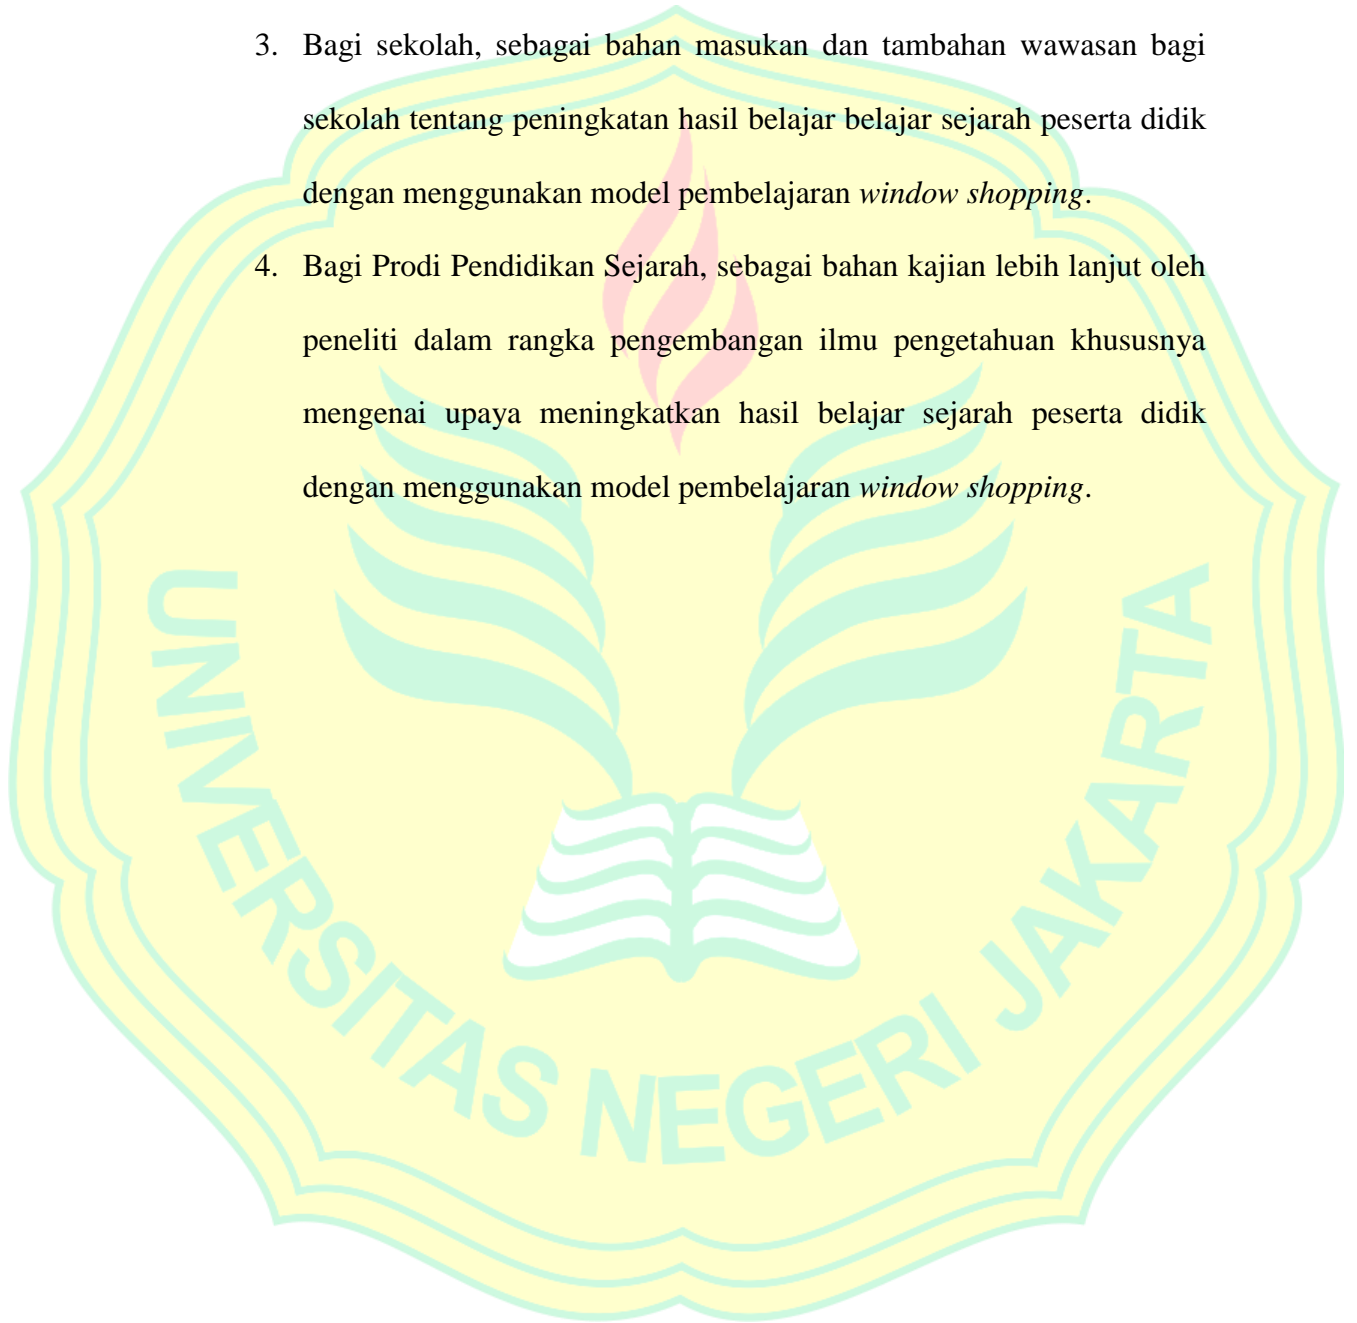 3. Bagi sekolah, sebagai bahan masukan dan tambahan wawasan bagi
sekolah tentang peningkatan hasil belajar belajar sejarah peserta didik
dengan menggunakan model pembelajaran window shopping.
4. Bagi Prodi Pendidikan Sejarah, sebagai bahan kajian lebih lanjut oleh
peneliti dalam rangka pengembangan ilmu pengetahuan khususnya
mengenai upaya meningkatkan hasil belajar sejarah peserta didik
dengan menggunakan model pembelajaran window shopping.
UNIVERSITAS NEGERI JAKARTA